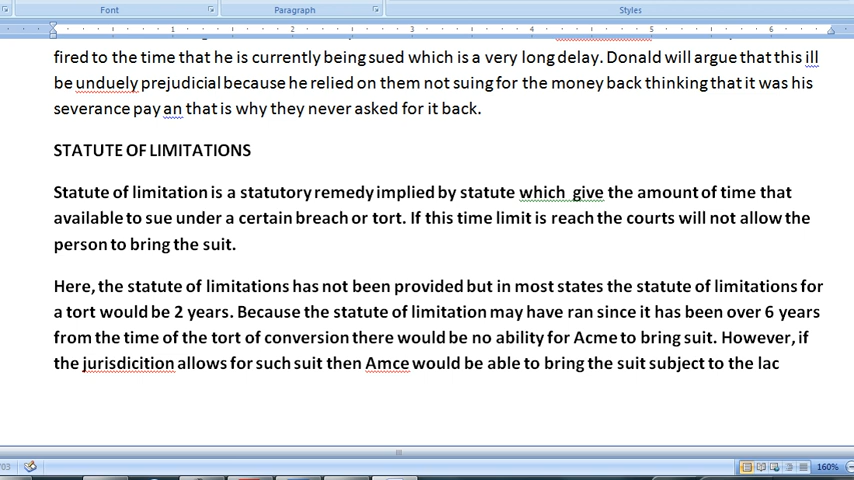 Font Paragraph Styles
1 2 3 4 5 6
fired to the time that he is currently being sued which is a very long delay. Donald will argue that this ill
be unduely prejudicial because he relied on them not suing for the money back thinking that it was his
severance pay an that is why they never asked for it back.
STATUTE OF LIMITATIONS
Statute of limitation is a statutory remedy implied by statute which  give the amount of time that
available to sue under a certain breach or tort. If this time limit is reach the courts will not allow the
person to bring the suit.
Here, the statute of limitations has not been provided but in most states the statute of limitations for
a tort would be 2 years. Because the statute of limitation may have ran since it has been over 6 years
from the time of the tort of conversion there would be no ability for Acme to bring suit. However, if
the jurisdicition allows for such suit then Amce would be able to bring the suit subject to the lac
703 160%